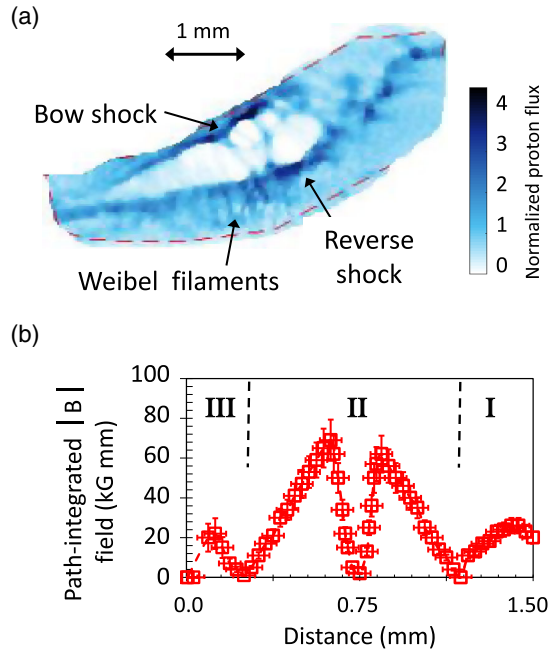 (a)
1 mm
Bow shock
Weibel filaments
Reverse
shock
4
3
2
1
0
Normalized proton flux
(b)
Path-integrated |B|
field (kG mm)
100
80
60
40
20
0
III
II
I
0.0
0.75
1.50
Distance (mm)